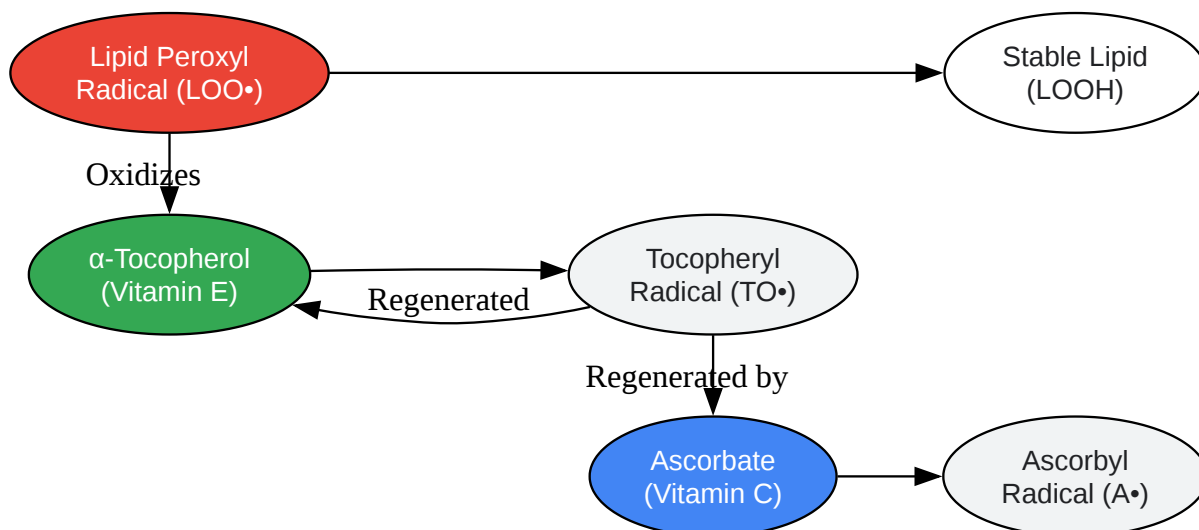 Lipid Peroxyl
Radical (LOO•)
Stable Lipid
(LOOH)
Oxidizes
α-Tocopherol
(Vitamin E)
Tocopheryl
Radical (TO•)
Regenerated
Regenerated by
Ascorbate
(Vitamin C)
Ascorbyl
Radical (A•)